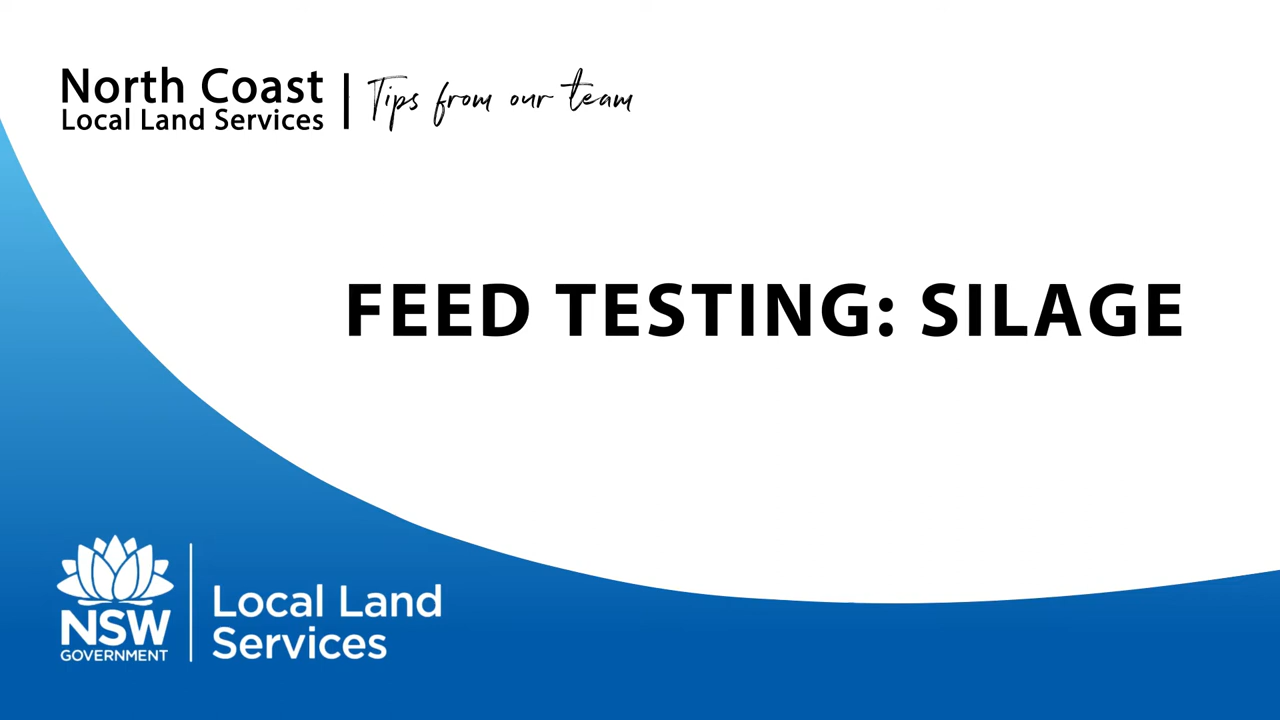 North Coast
Local Land Services
Tips from our team
FEED TESTING: SILAGE
NSW
GOVERNMENT
Local Land
Services